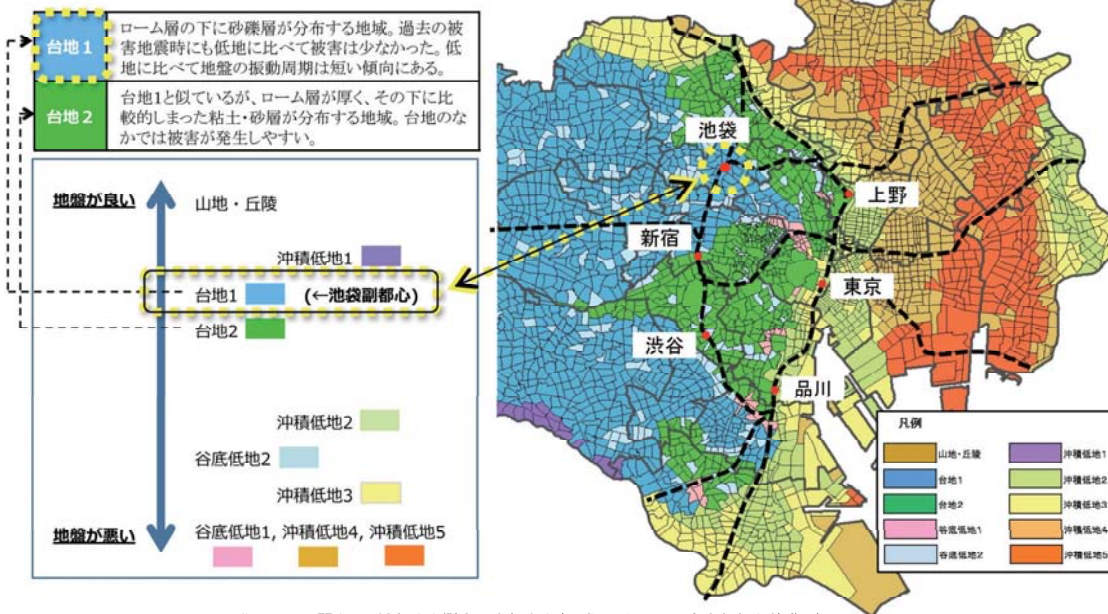 台地1
ローム層の下に砂礫層が分布する地域。過去の被
害地震時にも低地に比べて被害は少なかった。低
地に比べて地盤の振動周期は短い傾向にある。
台地2
台地1と似ているが、ローム層が厚く、その下に比
較的しまった粘土・砂層が分布する地域。台地のな
かでは被害が発生しやすい。
地盤が良い
山地・丘陵
沖積低地1
台地1
(←池袋副都心)
台地2
沖積低地2
谷底低地2
沖積低地3
地盤が悪い
谷底低地1, 沖積低地4, 沖積低地5
池袋
上野
新宿
東京
渋谷
品川
凡例
山地・丘陵
台地1
台地2
谷底低地1
谷底低地2
沖積低地1
沖積低地2
沖積低地3
沖積低地4
沖積低地5